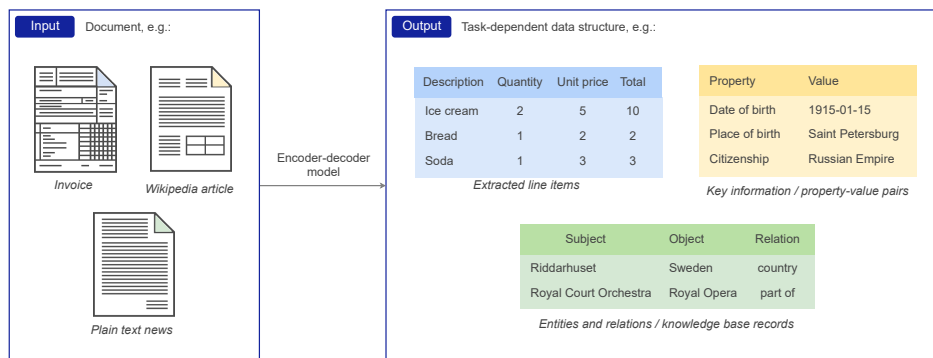 Input
Document, e.g.:
Invoice
Wikipedia article
Plain text news
Encoder-decoder
model
Output
Task-dependent data structure, e.g.:
Description Quantity Unit price Total
Ice cream 2 5 10
Bread 1 2 2
Soda 1 3 3
Extracted line items
Property Value
Date of birth 1915-01-15
Place of birth Saint Petersburg
Citizenship Russian Empire
Key information / property-value pairs
Subject Object Relation
Riddarhuset Sweden country
Royal Court Orchestra Royal Opera part of
Entities and relations / knowledge base records